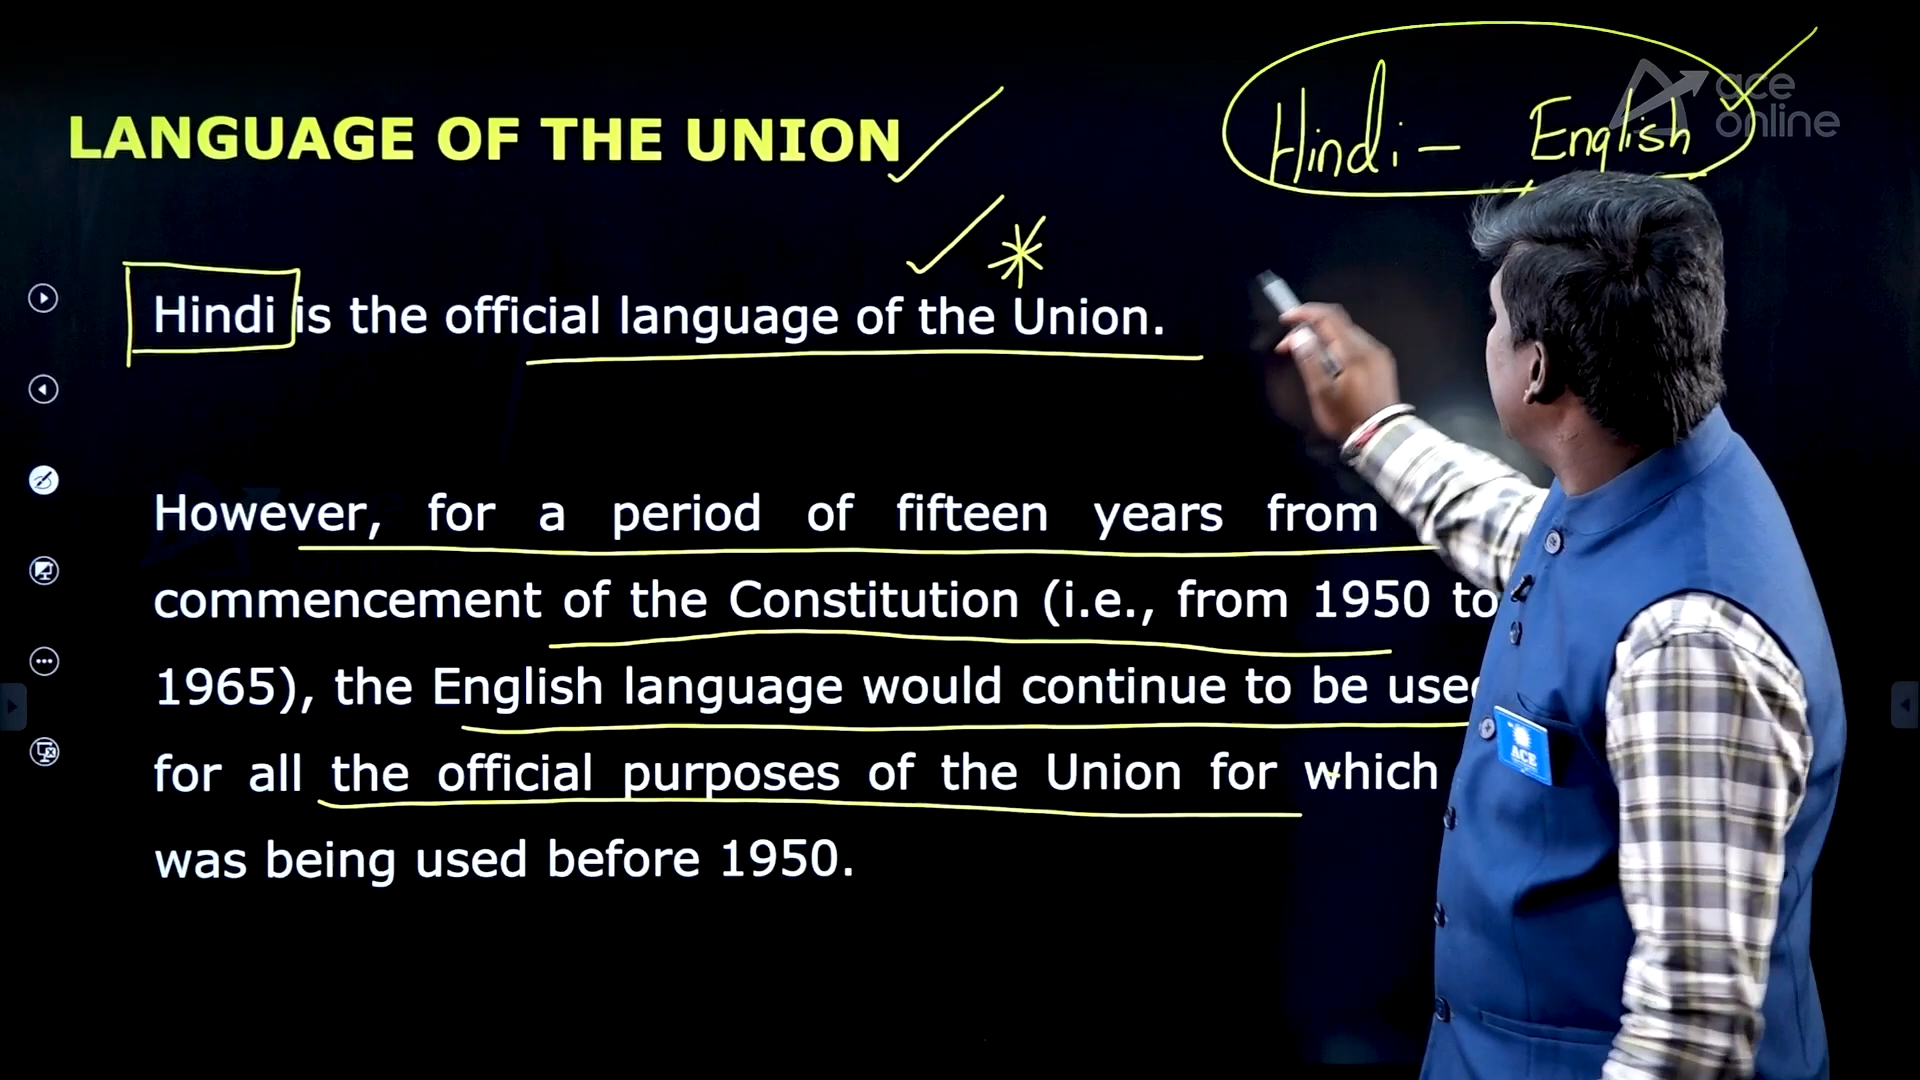 LANGUAGE OF THE UNION
Hindi – English
ace
online
Hindi is the official language of the Union.
However, for a period of fifteen years from
commencement of the Constitution (i.e., from 1950 to
1965), the English language would continue to be used
for all the official purposes of the Union for which
was being used before 1950.
ACE